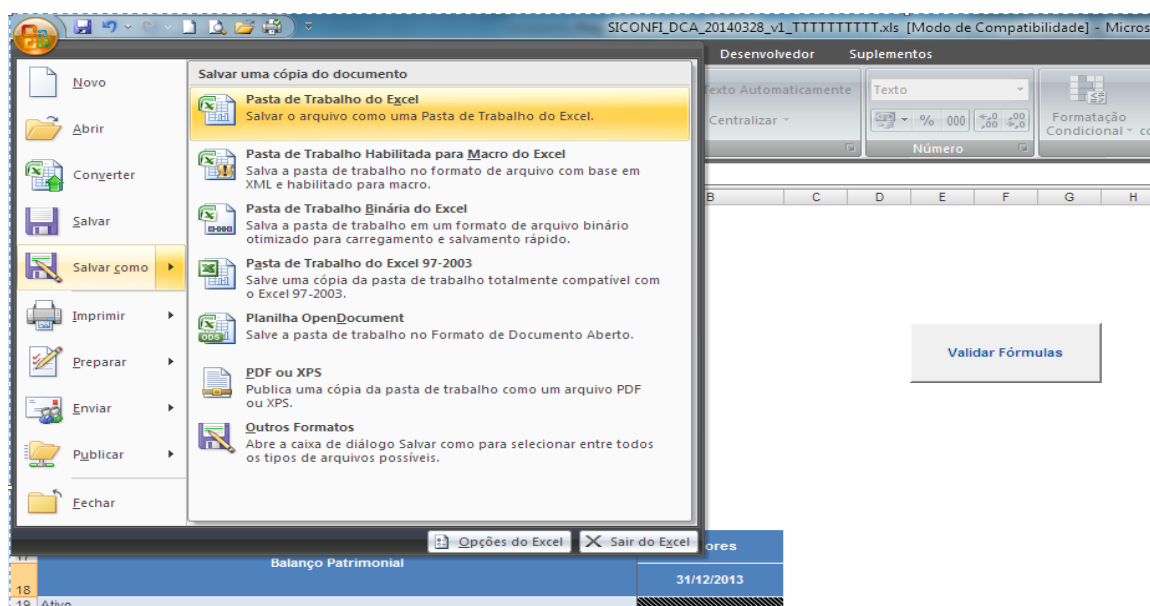 SICONFI_DCA_20140328_v1_TTTTTTTTTT.xls [Modo de Compatibilidade] - Micros
Desenvolvedor Suplementos
Novo
Abrir
Converter
Salvar
Salvar como
Imprimir
Preparar
Enviar
Publicar
Fechar
Salvar uma cópia do documento
Pasta de Trabalho do Excel
Salvar o arquivo como uma Pasta de Trabalho do Excel.
Pasta de Trabalho Habilitada para Macro do Excel
Salva a pasta de trabalho no formato de arquivo com base em
XML e habilitado para macro.
Pasta de Trabalho Binária do Excel
Salva a pasta de trabalho em um formato de arquivo binário
otimizado para carregamento e salvamento rápido.
Pasta de Trabalho do Excel 97-2003
Salve uma cópia da pasta de trabalho totalmente compatível com
o Excel 97-2003.
Planilha OpenDocument
Salve a pasta de trabalho no Formato de Documento Aberto.
PDF ou XPS
Publica uma cópia da pasta de trabalho como um arquivo PDF
ou XPS.
Outros Formatos
Abre a caixa de diálogo Salvar como para selecionar entre todos
os tipos de arquivos possíveis.
Opções do Excel Sair do Excel
Texto Automaticamente
Centralizar
Texto
% 000
Número
Formatação
Condicional
B C D E F G H
Validar Fórmulas
ores
17 Balanço Patrimonial
18 31/12/2013
19 Ativo